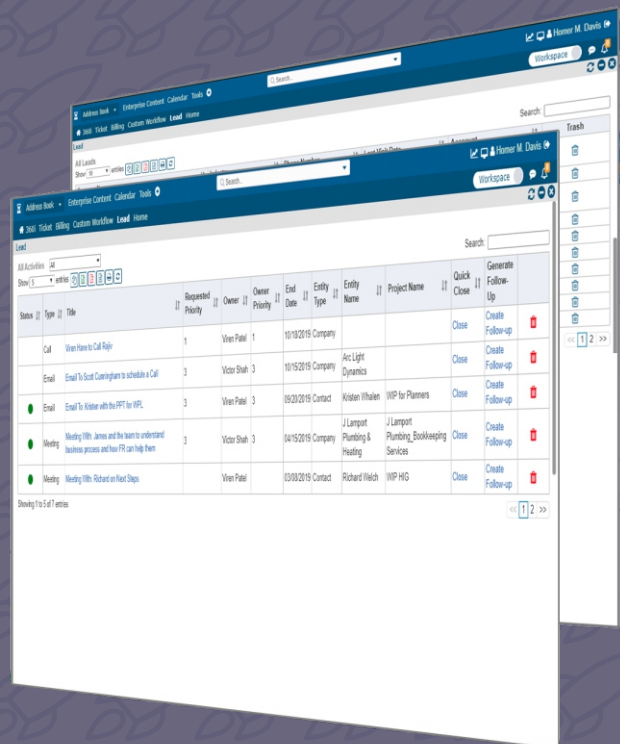 Homer M. Davis
Address Book Enterprise Content Calendar Tools
Search...
Workspace
360 Ticket Billing Custom Workflow Lead Home
Lead
Search:
All Leads
Show 10 entries
Trash
<< 1 2 >>
Homer M. Davis
Address Book Enterprise Content Calendar Tools
Search...
Workspace
360 Ticket Billing Custom Workflow Lead Home
Lead
All Activities All
Search:
Show 5 entries
Status Type Title Requested Priority Owner Owner Priority End Date Entity Type Entity Name Project Name Quick Close Generate Follow-Up
Call Viren Have to Call Rajiv 1 Viren Patel 1 10/18/2019 Company Close Create Follow-up
Email Email To Scott Cunningham to schedule a Call 3 Victor Shah 3 10/15/2019 Company Arc Light Dynamics Close Create Follow-up
Email Email To: Kristen with the PPT for WFL 3 Viren Patel 3 09/20/2019 Contact Kristen Whalen WIP for Planners Close Create Follow-up
Meeting Meeting With: James and the team to understand business process and how FR can help them 3 Victor Shah 3 04/15/2019 Company J Lamport Plumbing & Heating J Lamport Plumbing_Bookkeeping Services Close Create Follow-up
Meeting Meeting With: Richard on Next Steps Viren Patel 03/08/2019 Contact Richard Welch WIP HIG Close Create Follow-up
Showing 1 to 5 of 7 entries
<< 1 2 >>